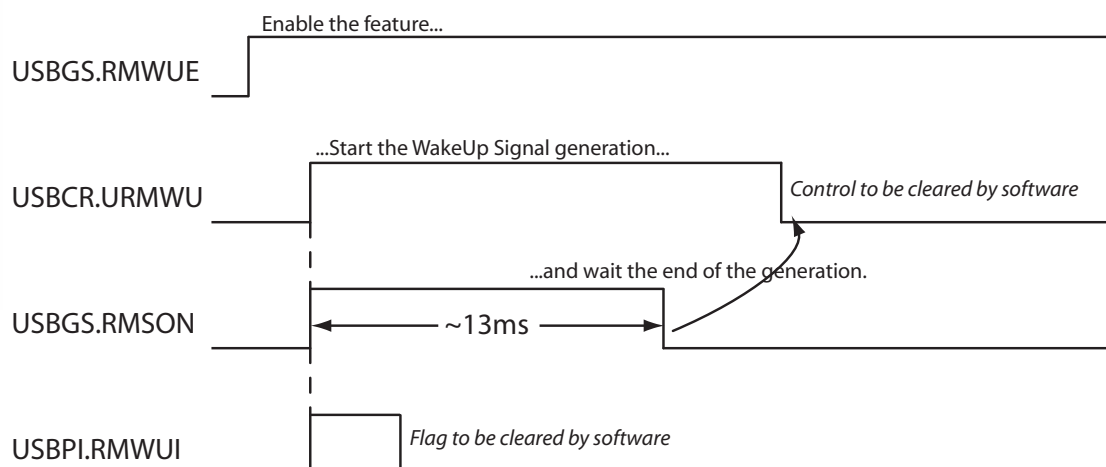 Enable the feature...
USBGS.RMWUE
...Start the WakeUp Signal generation...
USBCR.URMWU
Control to be cleared by software
...and wait the end of the generation.
USBGS.RMSON
~13ms
USBPI.RMWUI
Flag to be cleared by software